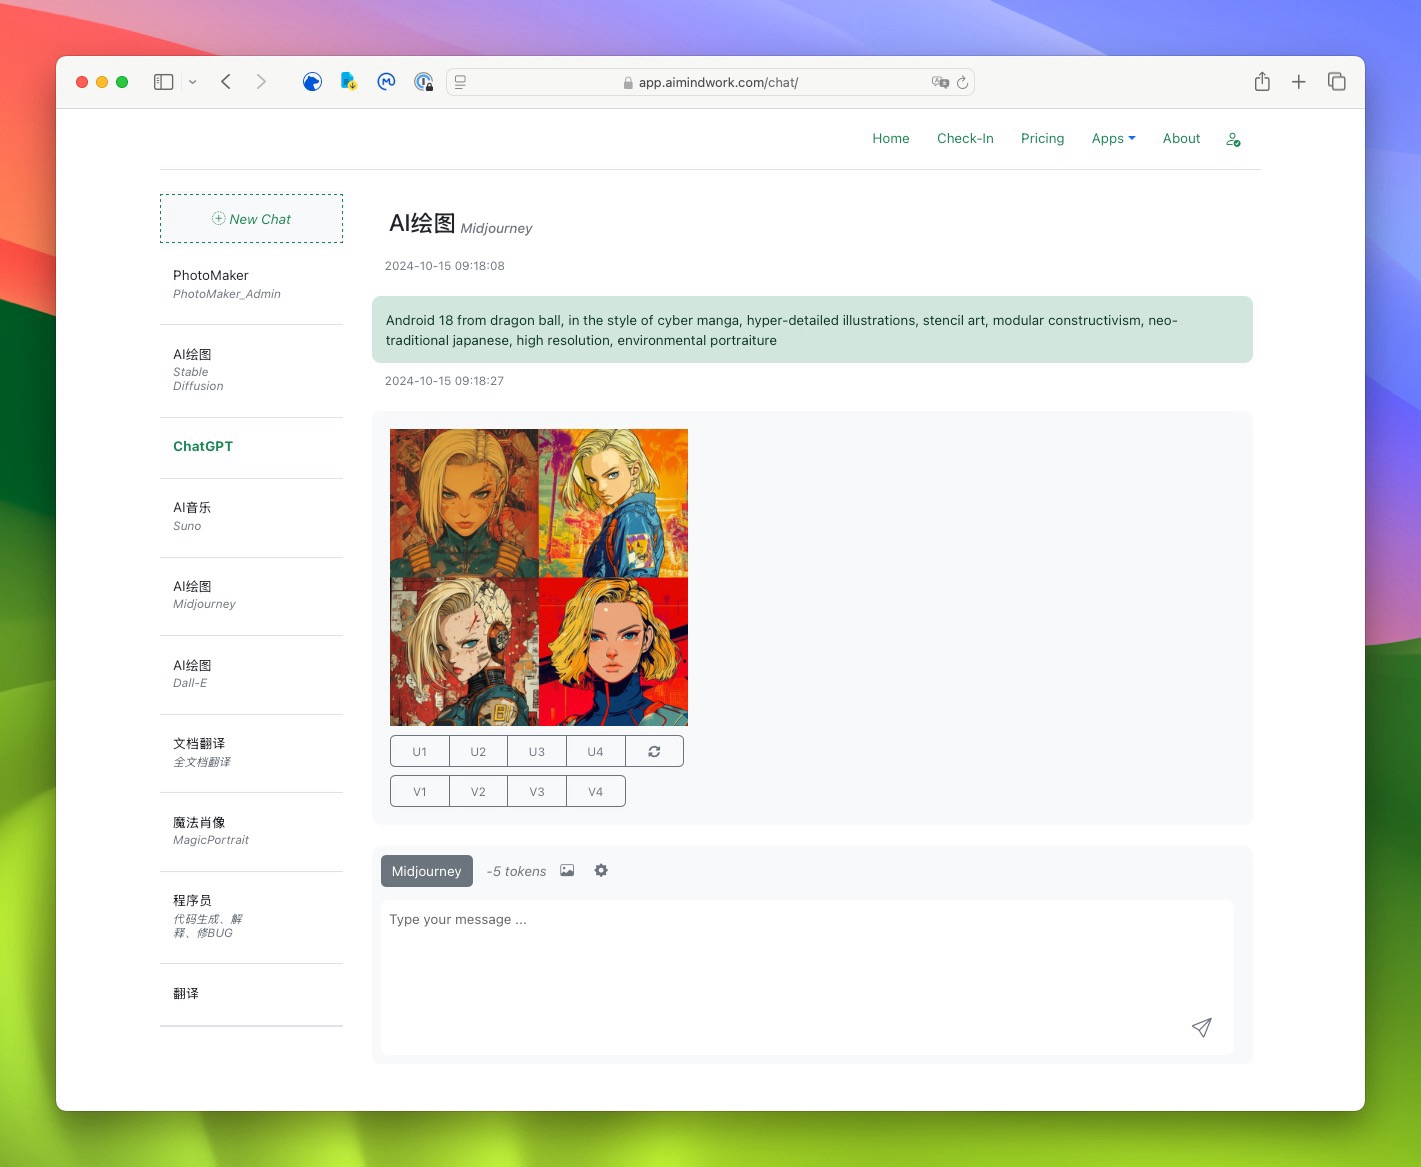 app.aimindwork.com/chat/
Home
Check-In
Pricing
Apps
About
New Chat
PhotoMaker
PhotoMaker_Admin
AI绘图
Stable
Diffusion
ChatGPT
AI音乐
Suno
AI绘图
Midjourney
AI绘图
Dall-E
文档翻译
全文档翻译
魔法肖像
MagicPortrait
程序员
代码生成、解
释、修BUG
翻译
AI绘图 Midjourney
2024-10-15 09:18:08
Android 18 from dragon ball, in the style of cyber manga, hyper-detailed illustrations, stencil art, modular constructivism, neo-
traditional japanese, high resolution, environmental portraiture
2024-10-15 09:18:27
U1 U2 U3 U4
V1 V2 V3 V4
Midjourney -5 tokens
Type your message ...